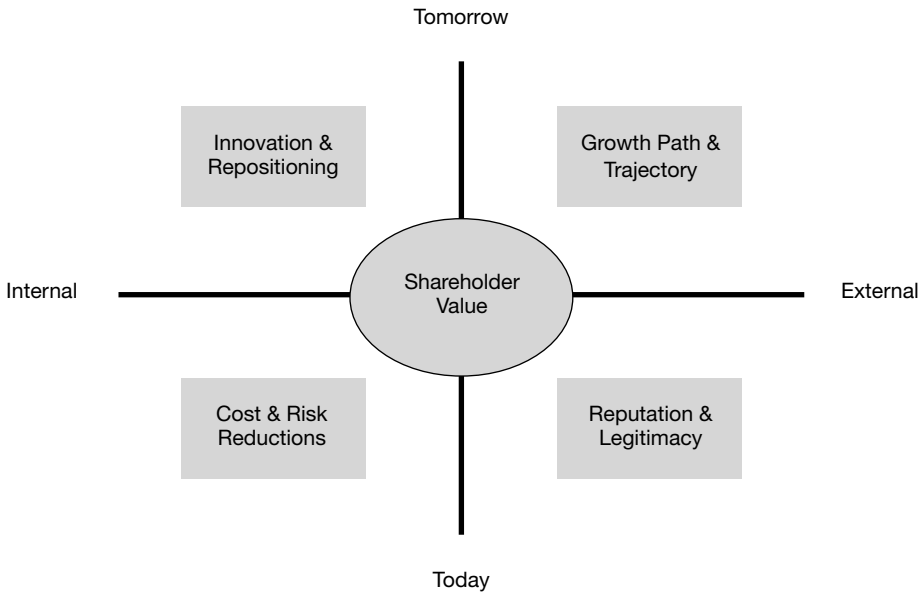 Tomorrow
Innovation &
Repositioning
Growth Path &
Trajectory
Internal
Shareholder
Value
External
Cost & Risk
Reductions
Reputation &
Legitimacy
Today